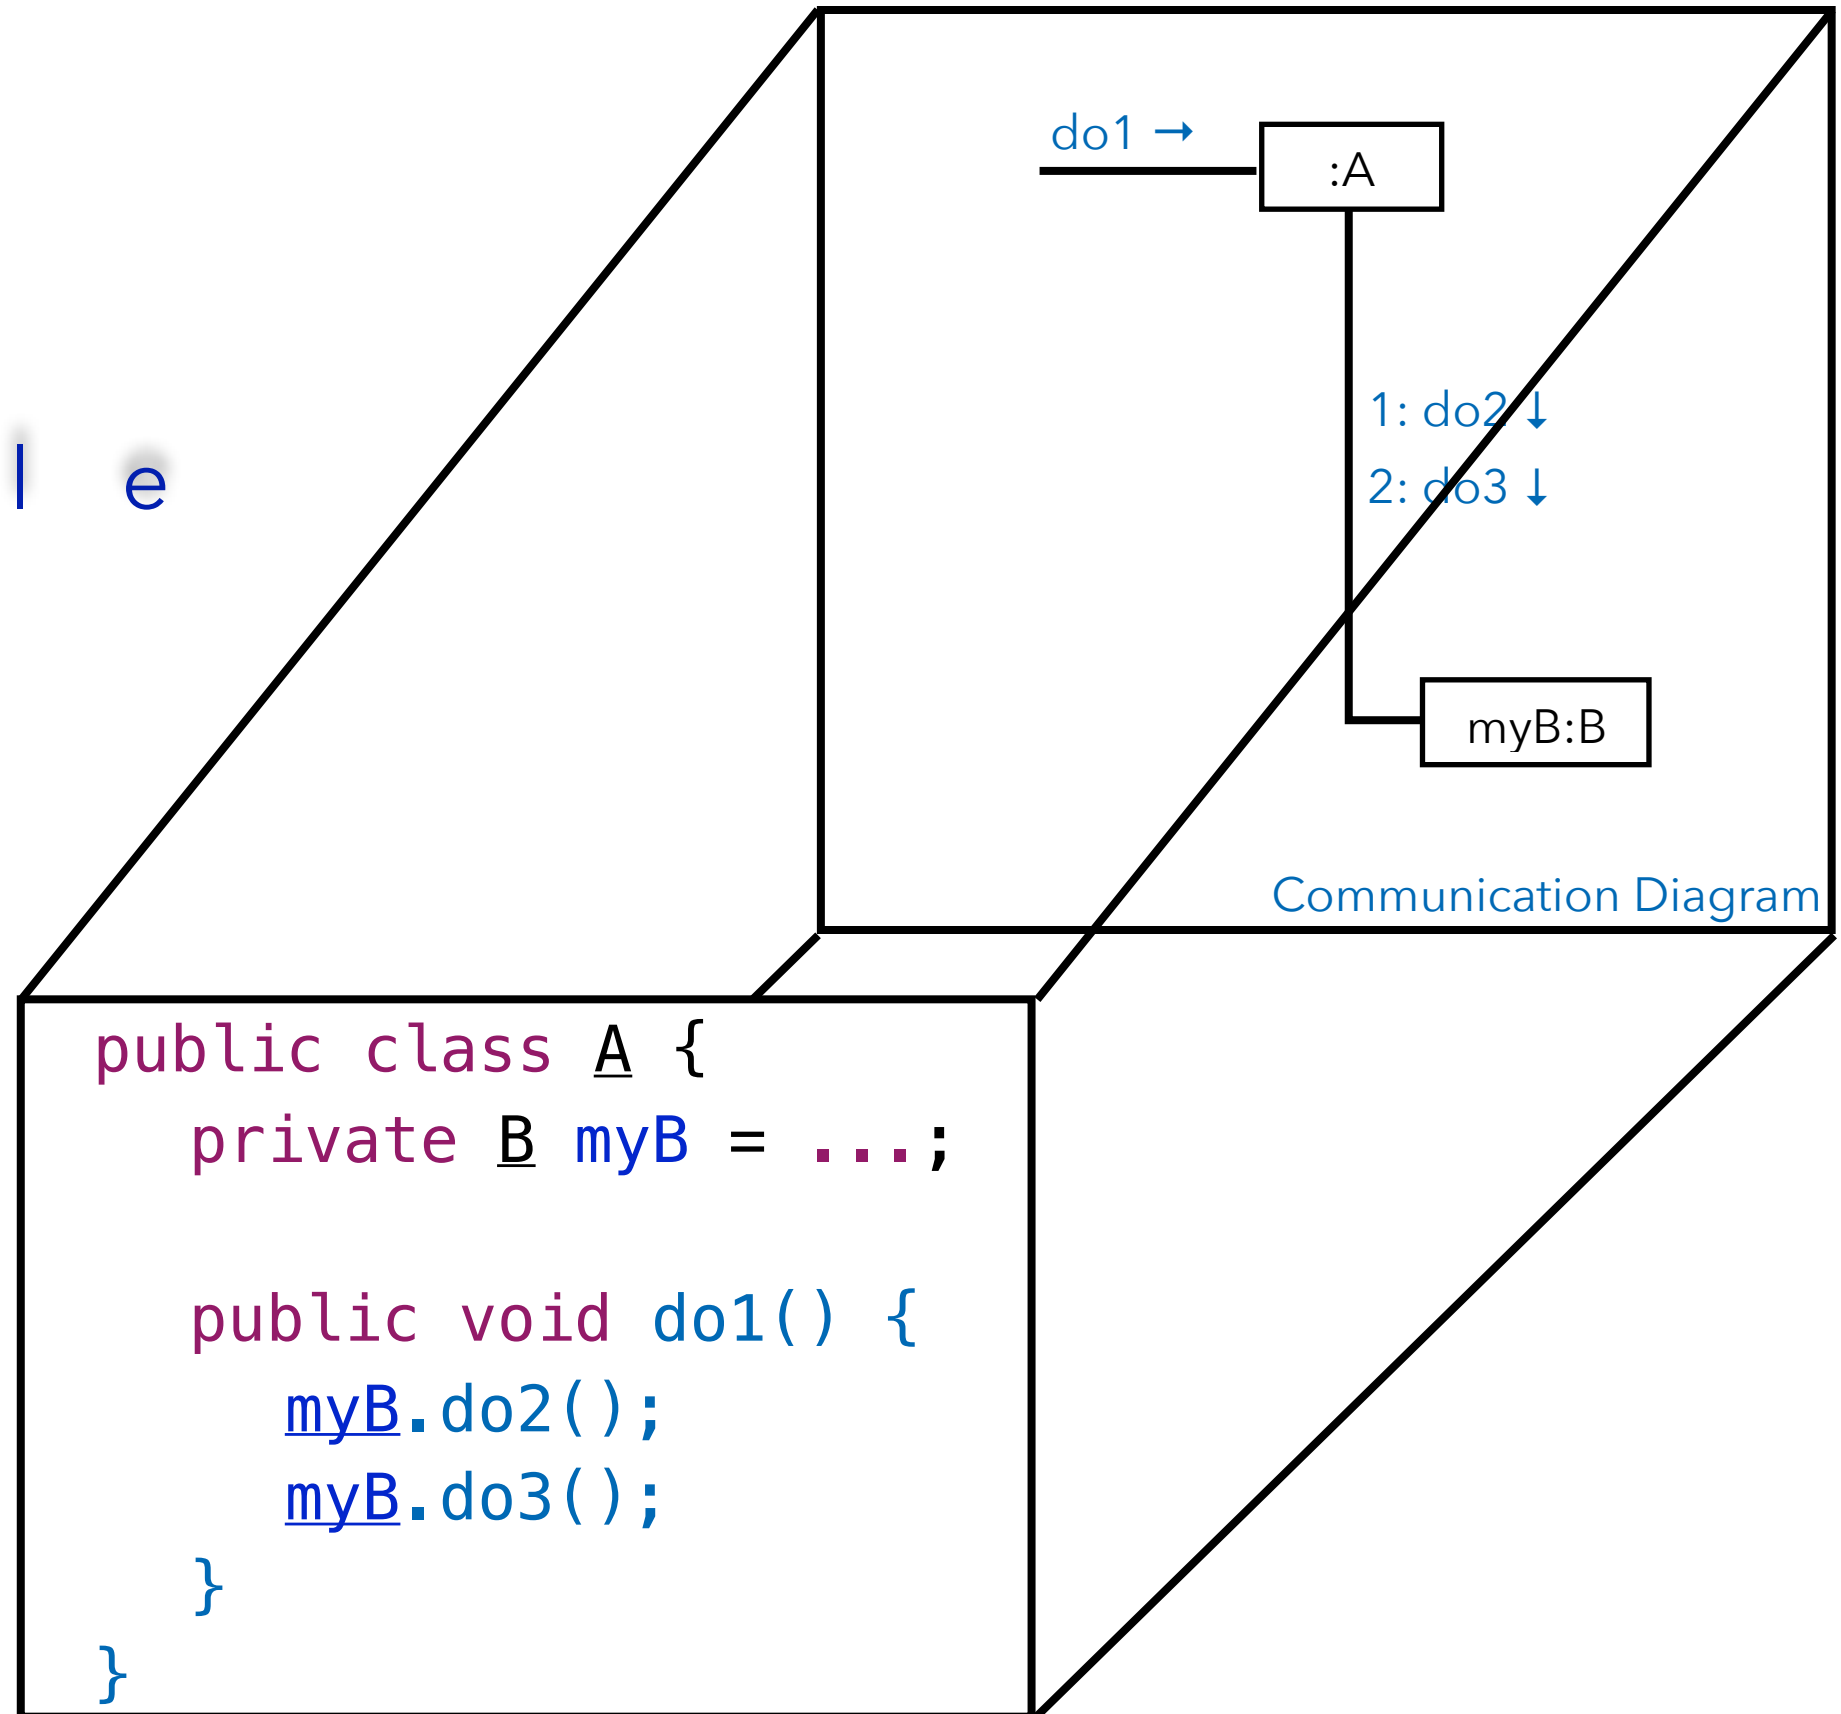 do1 →
:A
1: do2 ↓
2: do3 ↓
l e
myB:B
Communication Diagram
public class A {
private B myB = ...;
public void do1() {
myB.do2();
myB.do3();
}
}